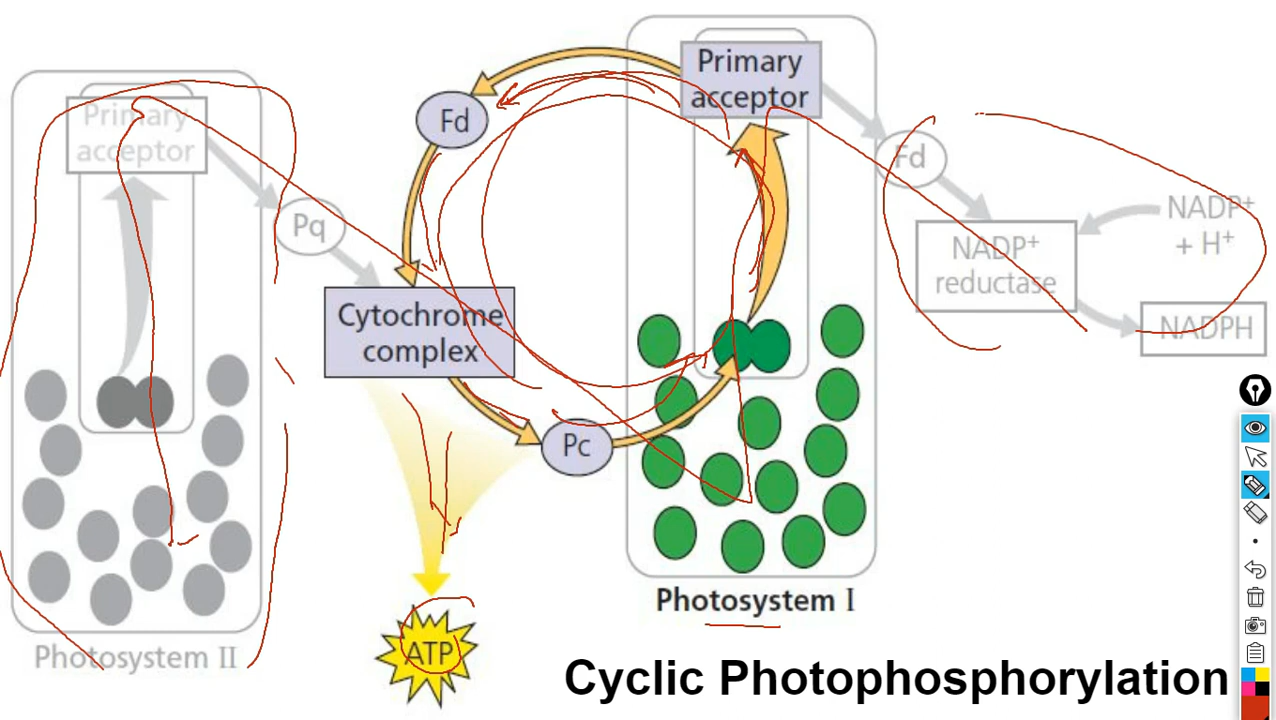 Primary
acceptor
Pq
Photosystem II
Fd
Cytochrome
complex
Pc
ATP
Primary
acceptor
Photosystem I
Fd
NADP⁺
reductase
NADP⁺
+ H⁺
NADPH
Cyclic Photophosphorylation